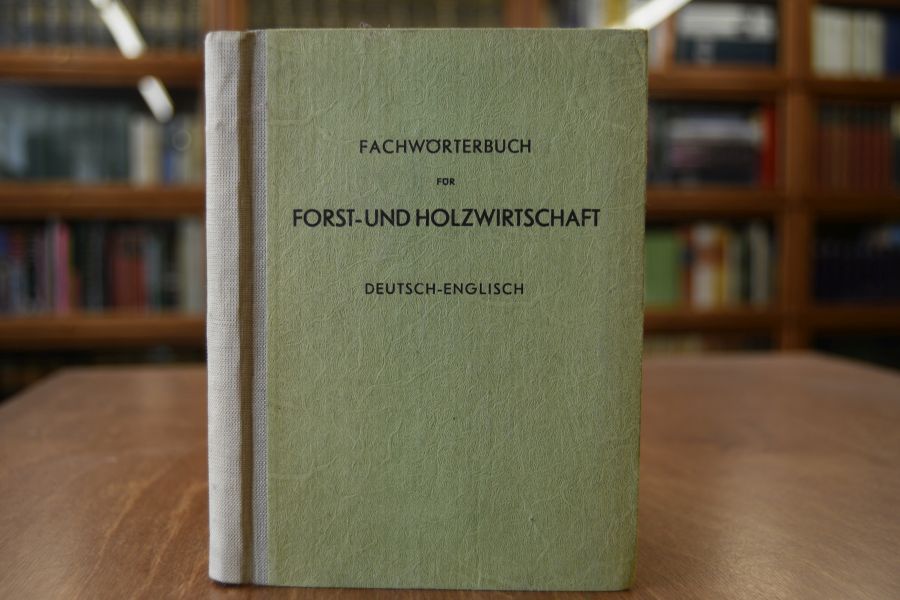 FACHWÖRTERBUCH
FÜR
FORST-UND HOLZWIRTSCHAFT
DEUTSCH-ENGLISCH